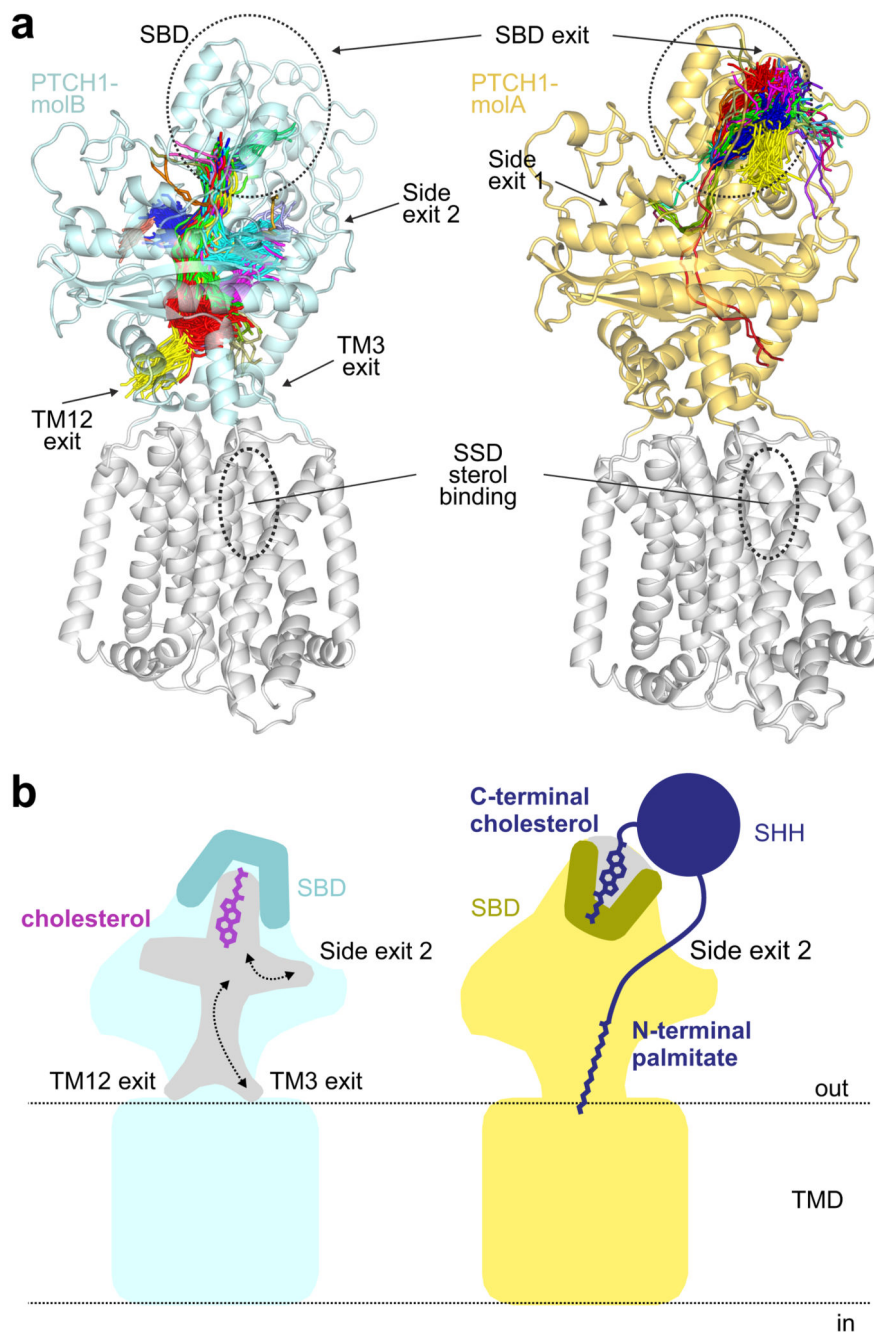 a
SBD
SBD exit
PTCH1-
molB
PTCH1-
molA
Side
exit 1
Side
exit 2
TM3
exit
TM12
exit
SSD
sterol
binding
b
C-terminal
cholesterol
SHH
SBD
SBD
cholesterol
Side exit 2
Side exit 2
N-terminal
palmitate
TM12 exit
TM3 exit
out
TMD
in